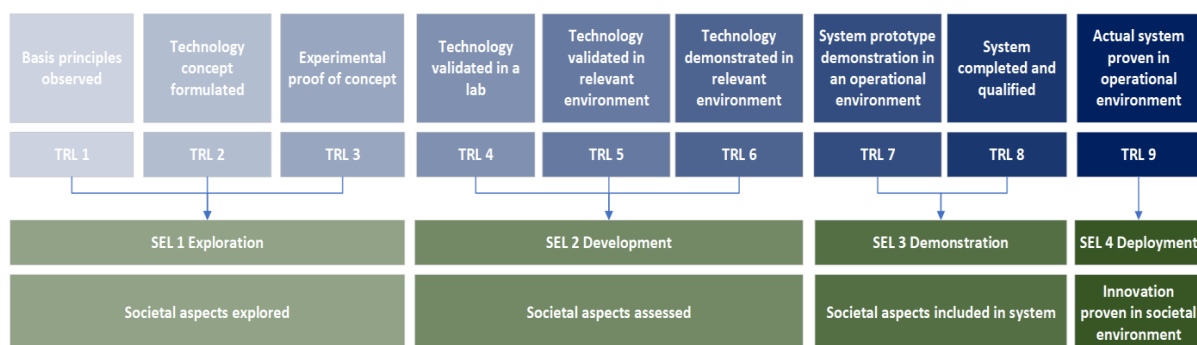 Basis principles
observed
Technology
concept
formulated
Experimental
proof of concept
Technology
validated in a
lab
Technology
validated in
relevant
environment
Technology
demonstrated in
relevant
environment
System prototype
demonstration in
an operational
environment
System
completed and
qualified
Actual system
proven in
operational
environment
TRL 1
TRL 2
TRL 3
TRL 4
TRL 5
TRL 6
TRL 7
TRL 8
TRL 9
SEL 1 Exploration
SEL 2 Development
SEL 3 Demonstration
SEL 4 Deployment
Societal aspects explored
Societal aspects assessed
Societal aspects included in system
Innovation
proven in societal
environment